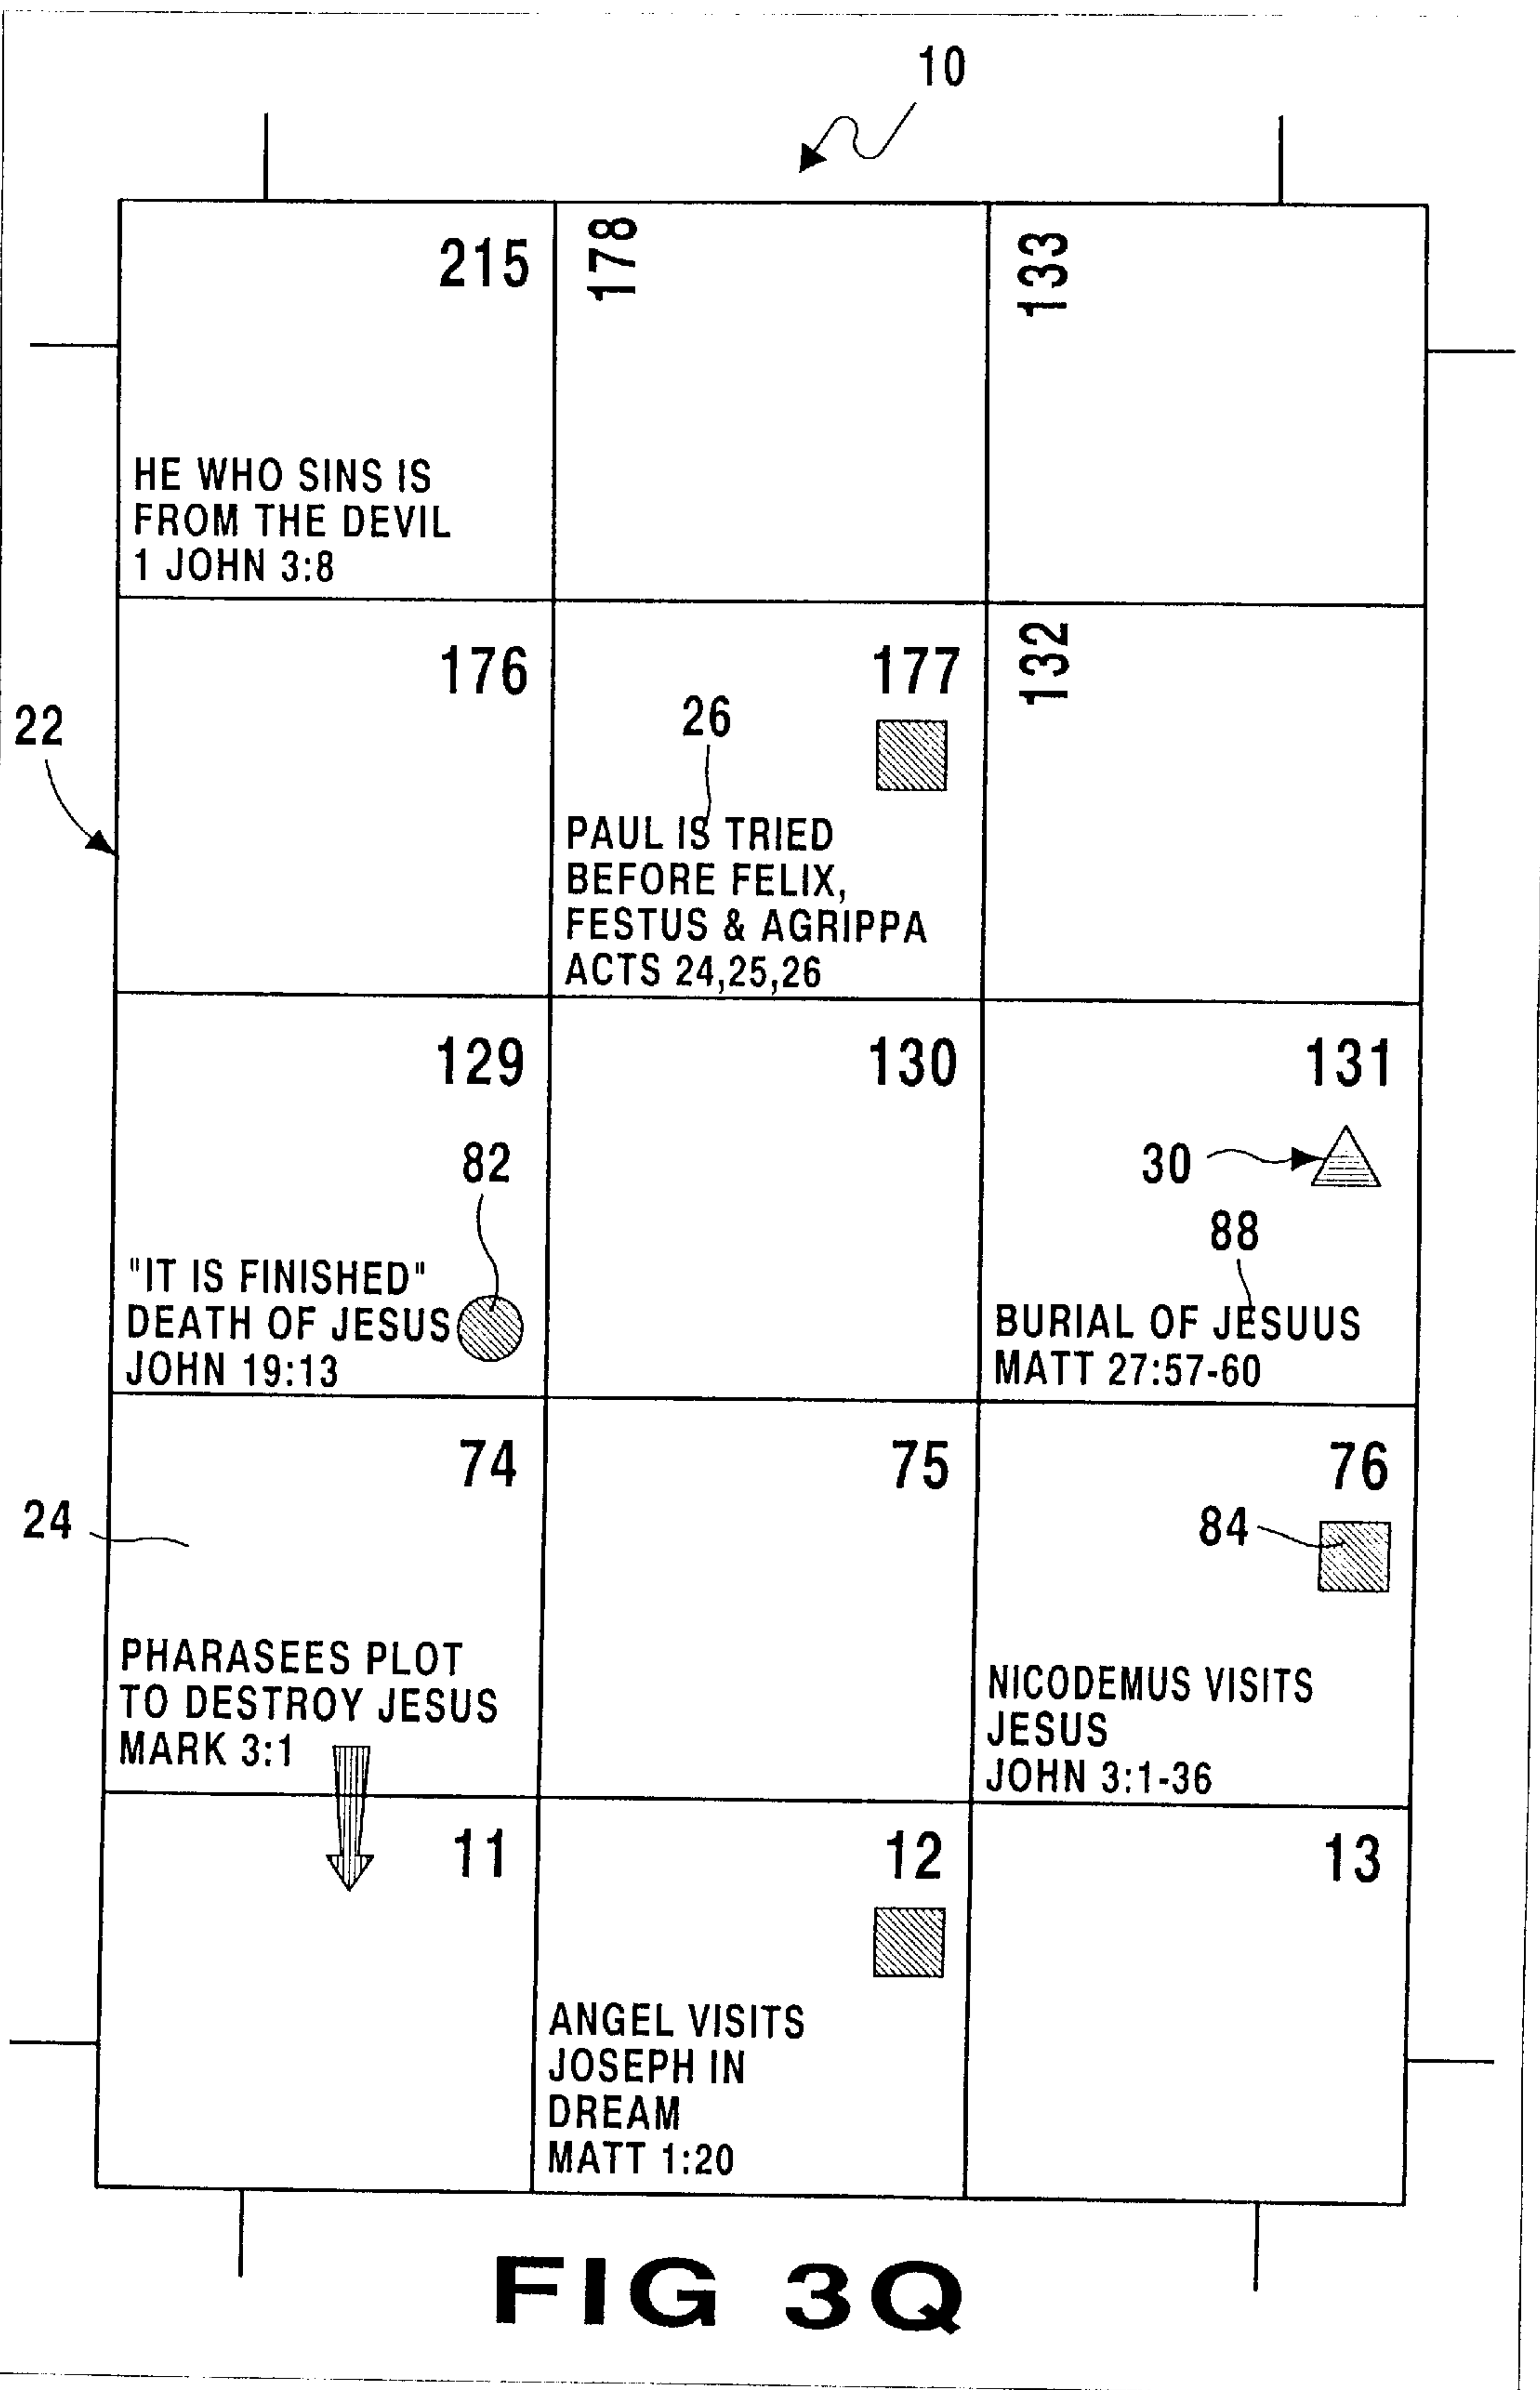 10
215
178
133
HE WHO SINS IS
FROM THE DEVIL
1 JOHN 3:8
22
176
177
132
26
PAUL IS TRIED
BEFORE FELIX,
FESTUS & AGRIPPA
ACTS 24,25,26
129
130
131
82
30
88
"IT IS FINISHED"
DEATH OF JESUS
JOHN 19:13
BURIAL OF JESUUS
MATT 27:57-60
74
75
76
24
84
PHARASEES PLOT
TO DESTROY JESUS
MARK 3:1
NICODEMUS VISITS
JESUS
JOHN 3:1-36
11
12
13
ANGEL VISITS
JOSEPH IN
DREAM
MATT 1:20
FIG 3Q